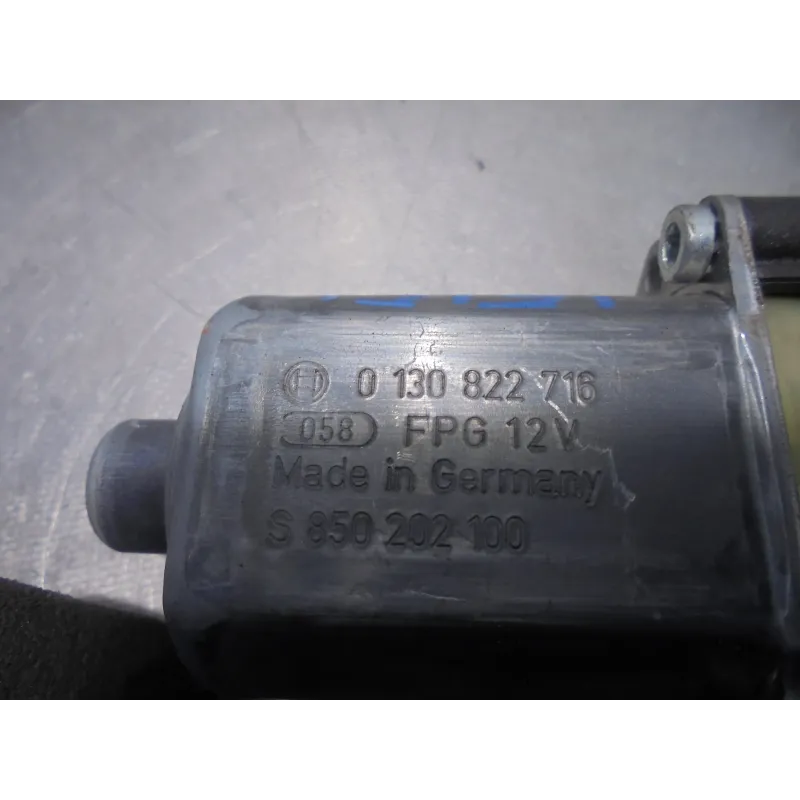 0 130 822 716
058 FPG 12V
Made in Germany
S 850 202 100